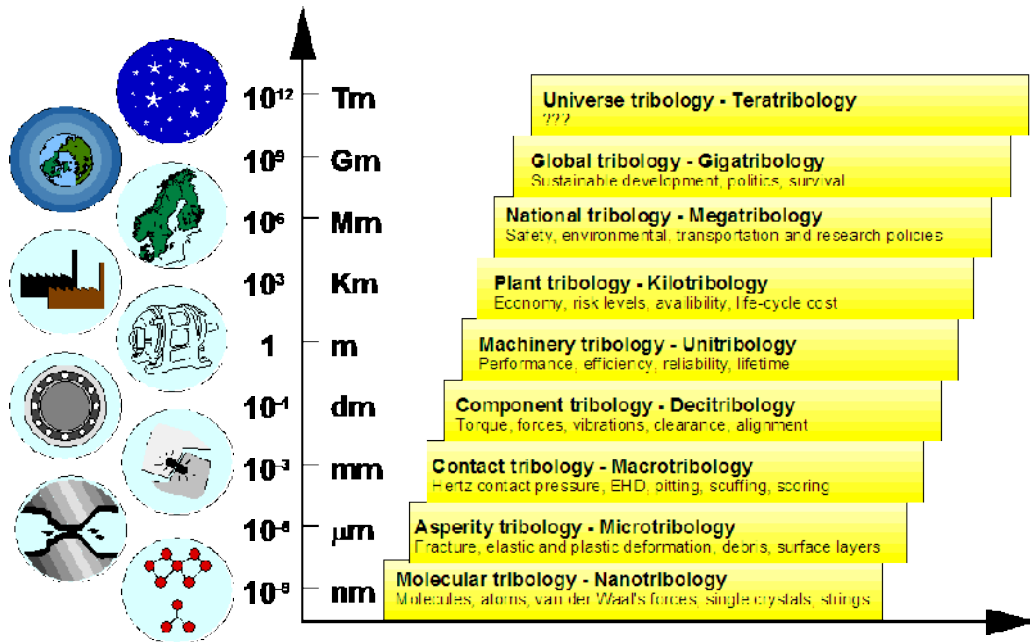 10¹² Tm
Universe tribology - Teratribology
???
10⁹ Gm
Global tribology - Gigatribology
Sustainable development, politics, survival
10⁶ Mm
National tribology - Megatribology
Safety, environmental, transportation and research policies
10³ Km
Plant tribology - Kilotribology
Economy, risk levels, availibility, life-cycle cost
1 m
Machinery tribology - Unitribology
Performance, efficiency, reliability, lifetime
10⁻¹ dm
Component tribology - Decitribology
Torque, forces, vibrations, clearance, alignment
10⁻³ mm
Contact tribology - Macrotribology
Hertz contact pressure, EHD, pitting, scuffing, scoring
10⁻⁶ μm
Asperity tribology - Microtribology
Fracture, elastic and plastic deformation, debris, surface layers
10⁻⁹ nm
Molecular tribology - Nanotribology
Molecules, atoms, van der Waal's forces, single crystals, strings